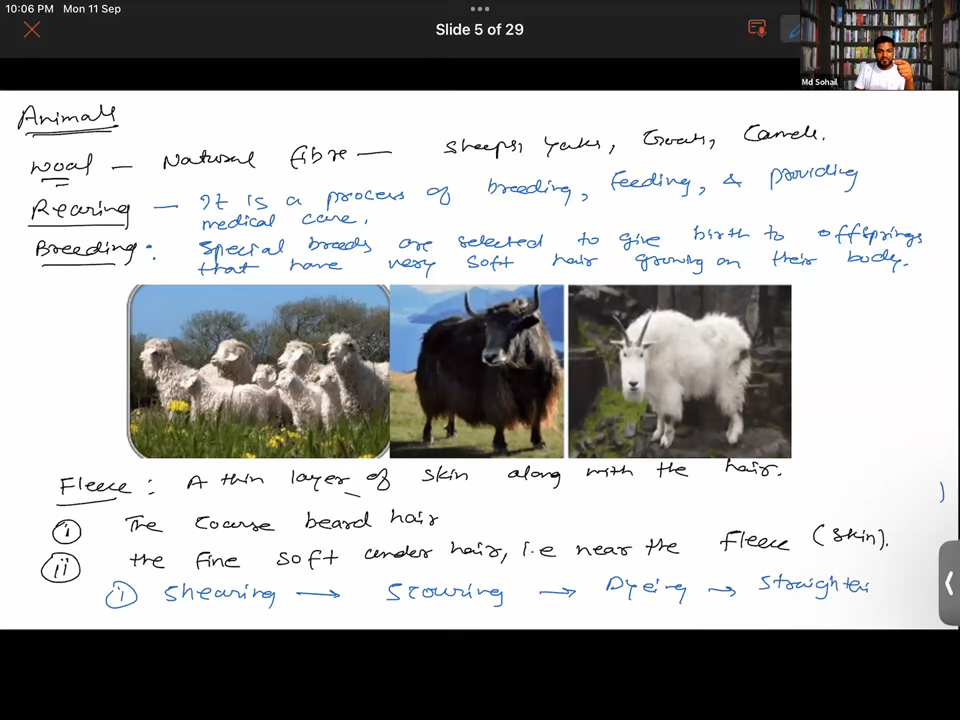 10:06 PM Mon 11 Sep
Slide 5 of 29
Md Sohail
Animals
Wool — Natural fibre — Sheeps, Yaks, Goats, Camels.
Rearing — It is a process of breeding, feeding, & providing
medical care.
Breeding: Special breeds are selected to give birth to offsprings
that have very soft hair growing on their body.
Fleece: A thin layer of skin along with the hair.
(i) The coarse beard hair
(ii) the fine soft under hair, i.e near the Fleece (skin).
(i) Shearing → Scouring → Dyeing → Straighteni